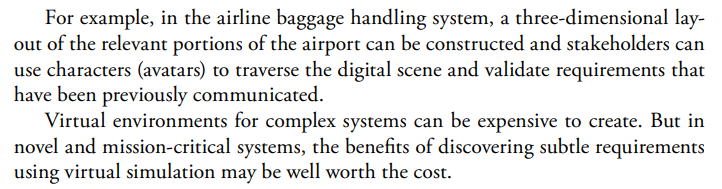 For example, in the airline baggage handling system, a three-dimensional lay-
out of the relevant portions of the airport can be constructed and stakeholders can
use characters (avatars) to traverse the digital scene and validate requirements that
have been previously communicated.
Virtual environments for complex systems can be expensive to create. But in
novel and mission-critical systems, the benefits of discovering subtle requirements
using virtual simulation may be well worth the cost.